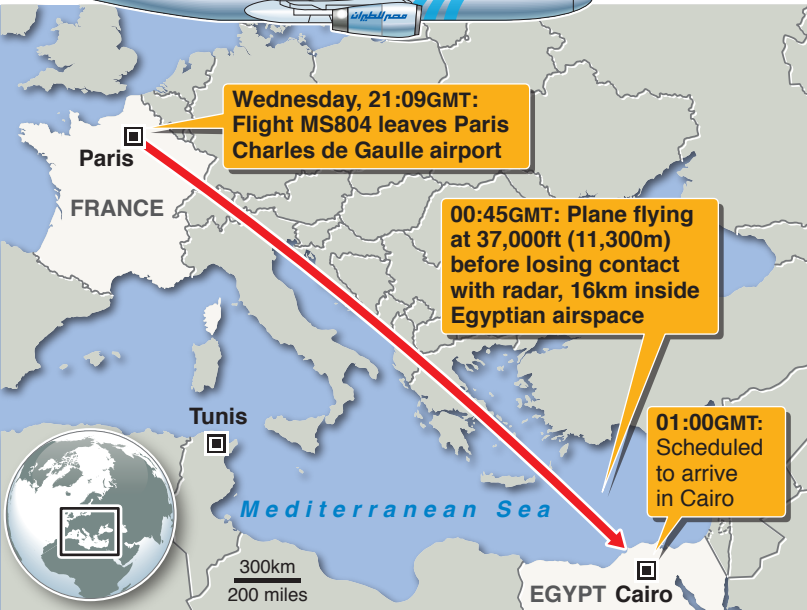 مصر للطيران
Wednesday, 21:09GMT:
Flight MS804 leaves Paris
Charles de Gaulle airport
Paris
FRANCE
00:45GMT: Plane flying
at 37,000ft (11,300m)
before losing contact
with radar, 16km inside
Egyptian airspace
Tunis
01:00GMT:
Scheduled
to arrive
in Cairo
Mediterranean Sea
300km
200 miles
EGYPT Cairo